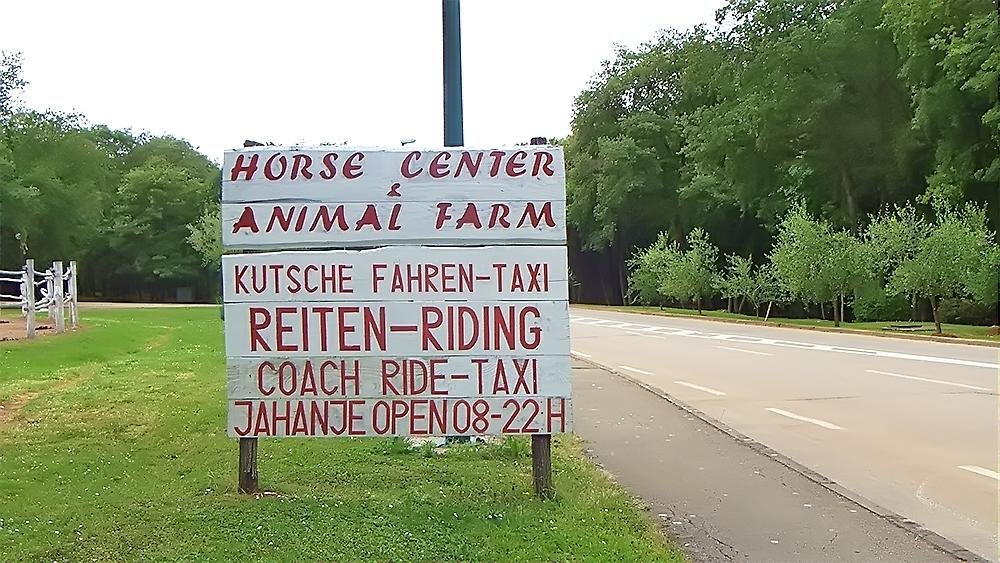 HORSE CENTER
&
ANIMAL FARM
KUTSCHE FAHREN-TAXI
REITEN-RIDING
COACH RIDE-TAXI
JAHANJE OPEN 08-22 H